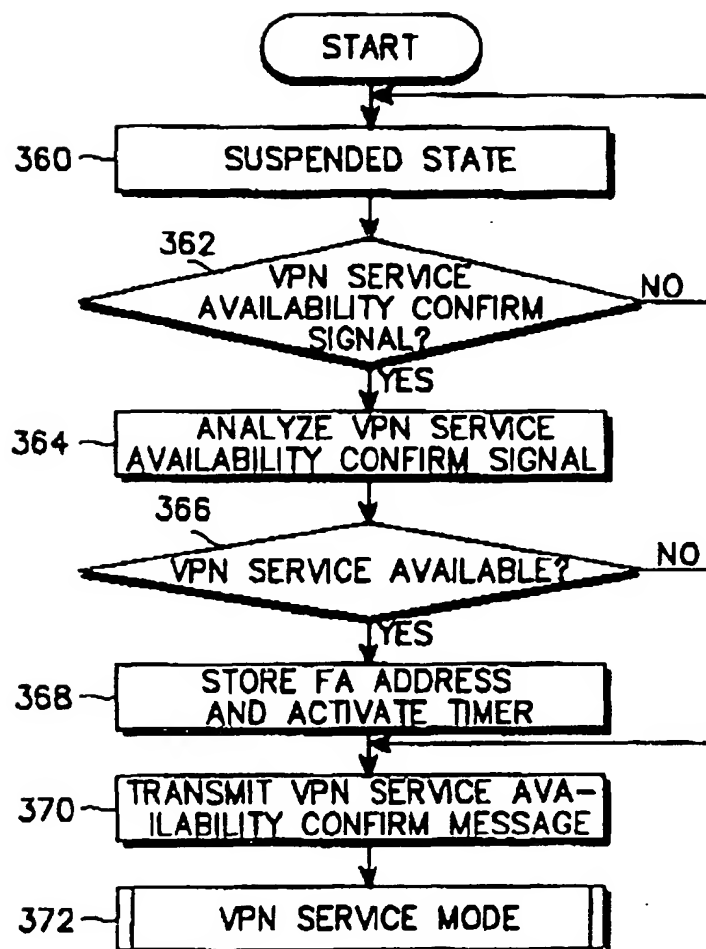 START
360
SUSPENDED STATE
362
VPN SERVICE
AVAILABILITY CONFIRM
SIGNAL?
NO
YES
364
ANALYZE VPN SERVICE
AVAILABILITY CONFIRM SIGNAL
366
VPN SERVICE AVAILABLE?
NO
YES
368
STORE FA ADDRESS
AND ACTIVATE TIMER
370
TRANSMIT VPN SERVICE AVA-
ILABILITY CONFIRM MESSAGE
372
VPN SERVICE MODE